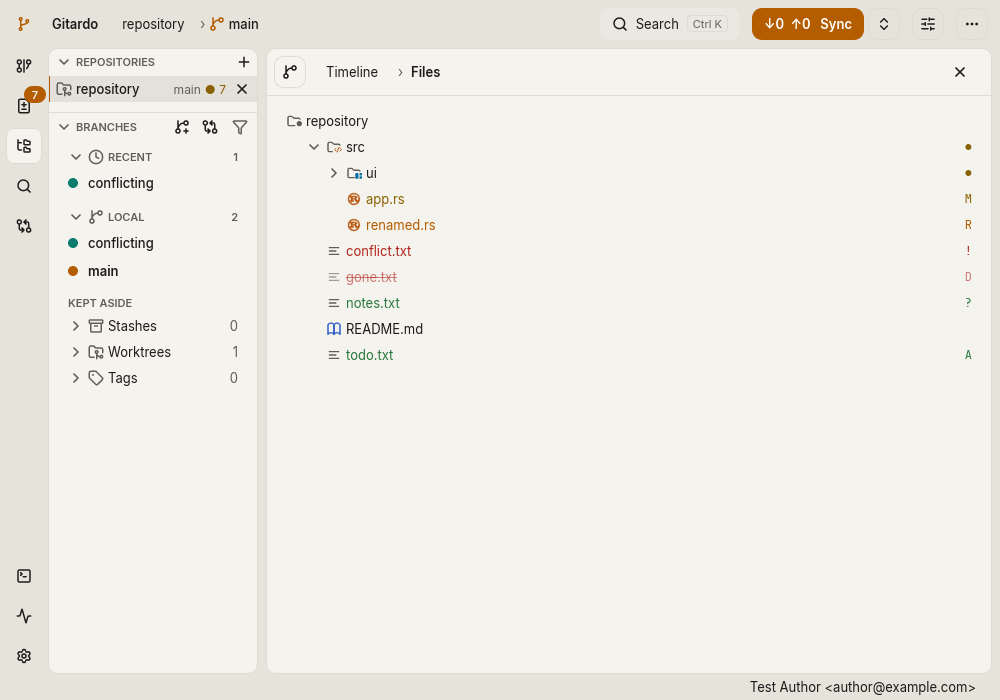 Gitardo repository › main Search Ctrl K ↓0 ↑0 Sync
7
REPOSITORIES
repository main 7
BRANCHES
RECENT 1
conflicting
LOCAL 2
conflicting
main
KEPT ASIDE
Stashes 0
Worktrees 1
Tags 0
Timeline › Files
repository
src
ui
app.rs M
renamed.rs R
conflict.txt !
gone.txt D
notes.txt ?
README.md
todo.txt A
Test Author <author@example.com>